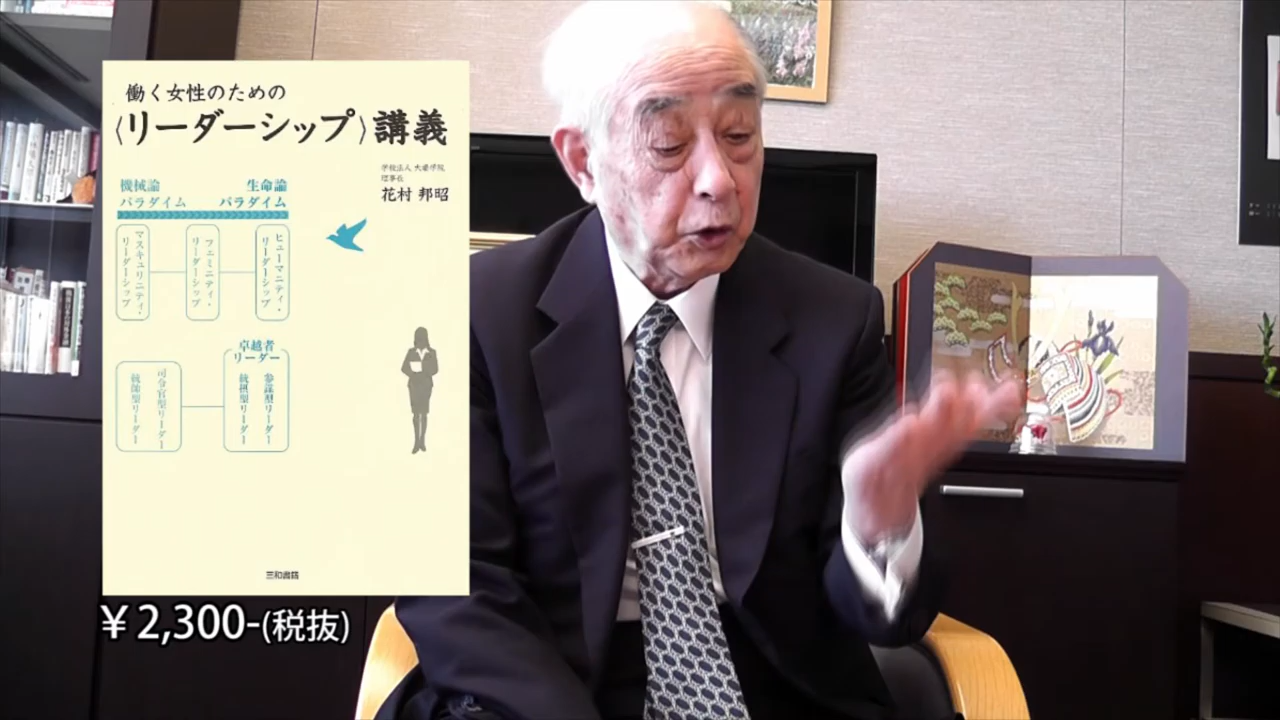 働く女性のための
〈リーダーシップ〉講義
学校法人 大妻学院
理事長
花村 邦昭
機械論
パラダイム
生命論
パラダイム
マスキュリニティ・
リーダーシップ
フェミニティ・
リーダーシップ
ヒューマニティ・
リーダーシップ
卓越者
リーダー
司令官型リーダー
統帥型リーダー
参謀型リーダー
統摂型リーダー
三和書籍
¥2,300-(税抜)